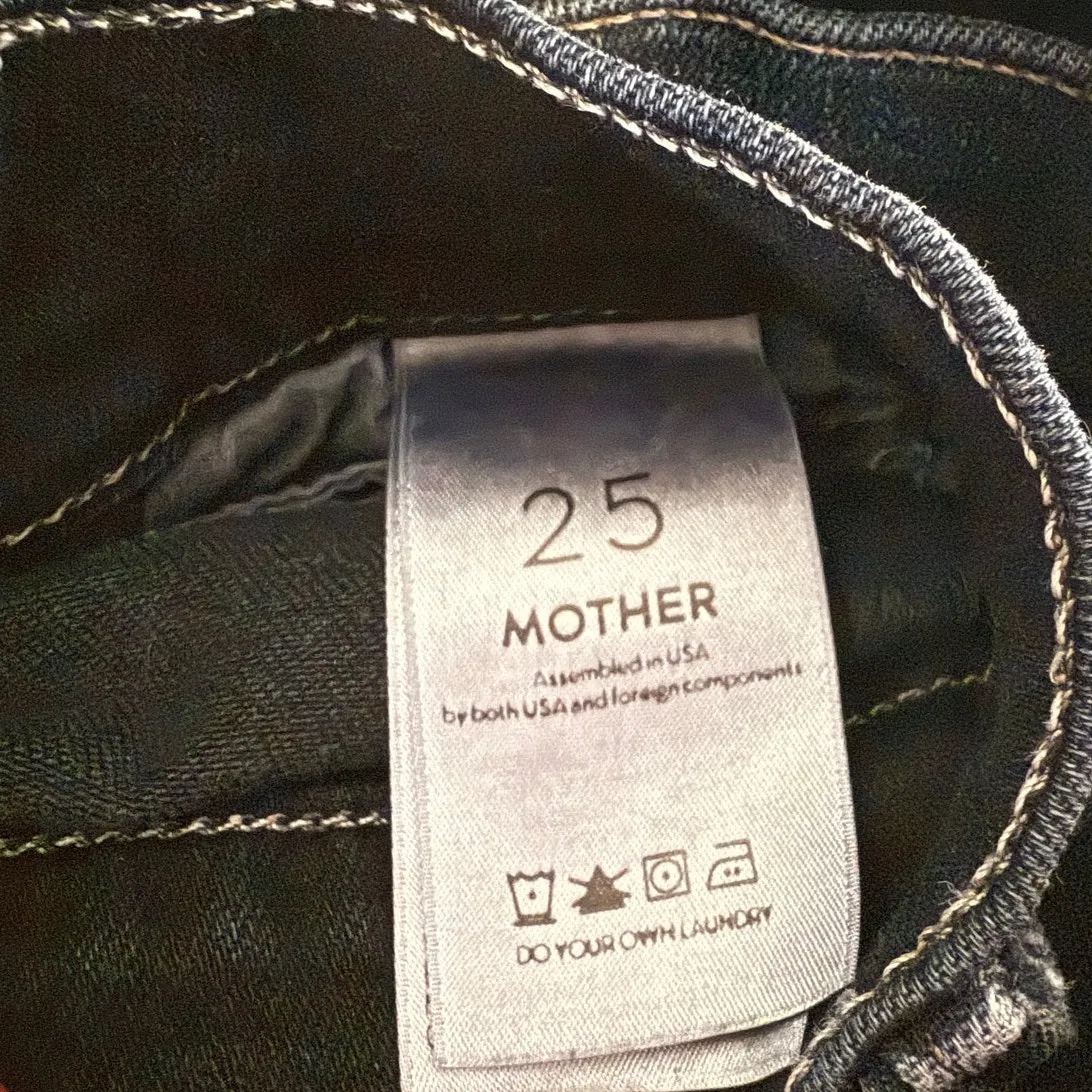 25
MOTHER
Assembled in USA
by both USA and foreign components
DO YOUR OWN LAUNDRY